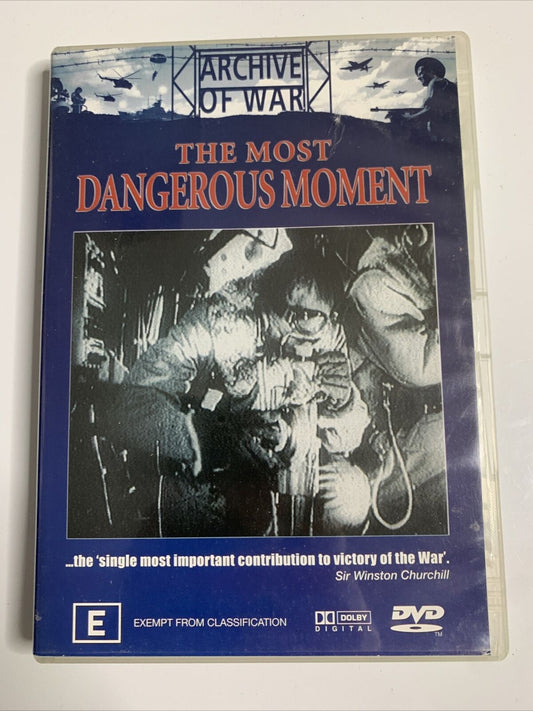 ARCHIVE
OF WAR
THE MOST
DANGEROUS MOMENT
...the 'single most important contribution to victory of the War'.
Sir Winston Churchill
E
EXEMPT FROM CLASSIFICATION
DOLBY
DIGITAL
DVD
TM